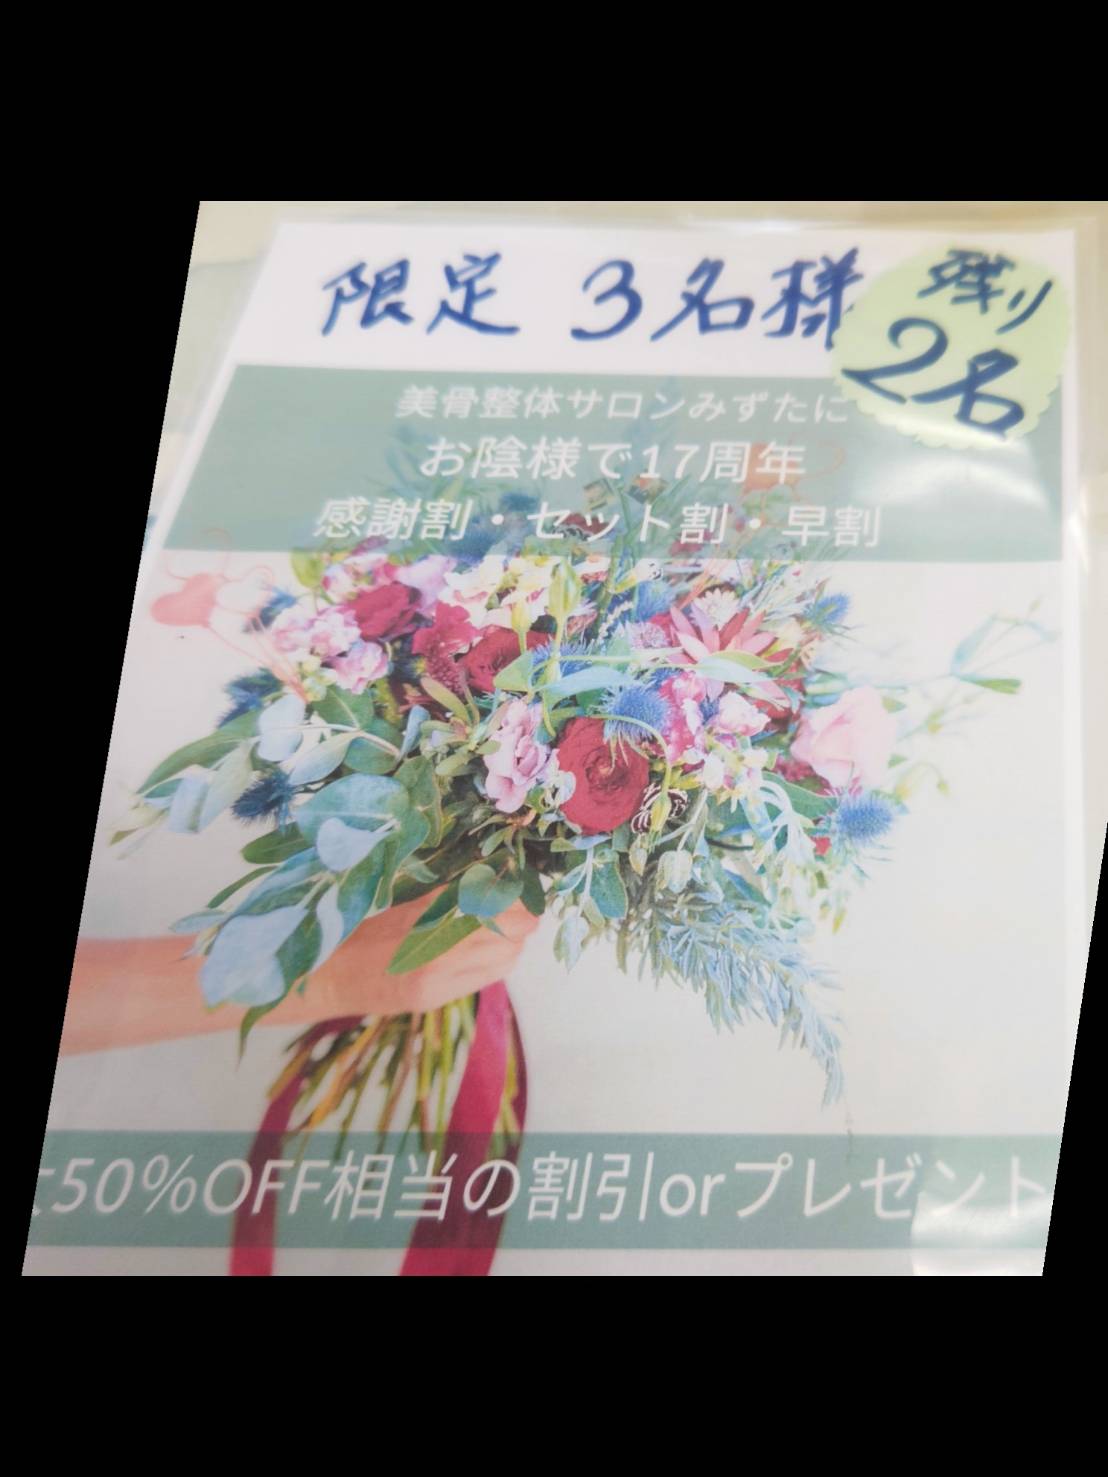 限定 3名様
残り
2名
美骨整体サロンみずたに
お陰様で17周年
感謝割・セット割・早割
50%OFF相当の割引orプレゼント